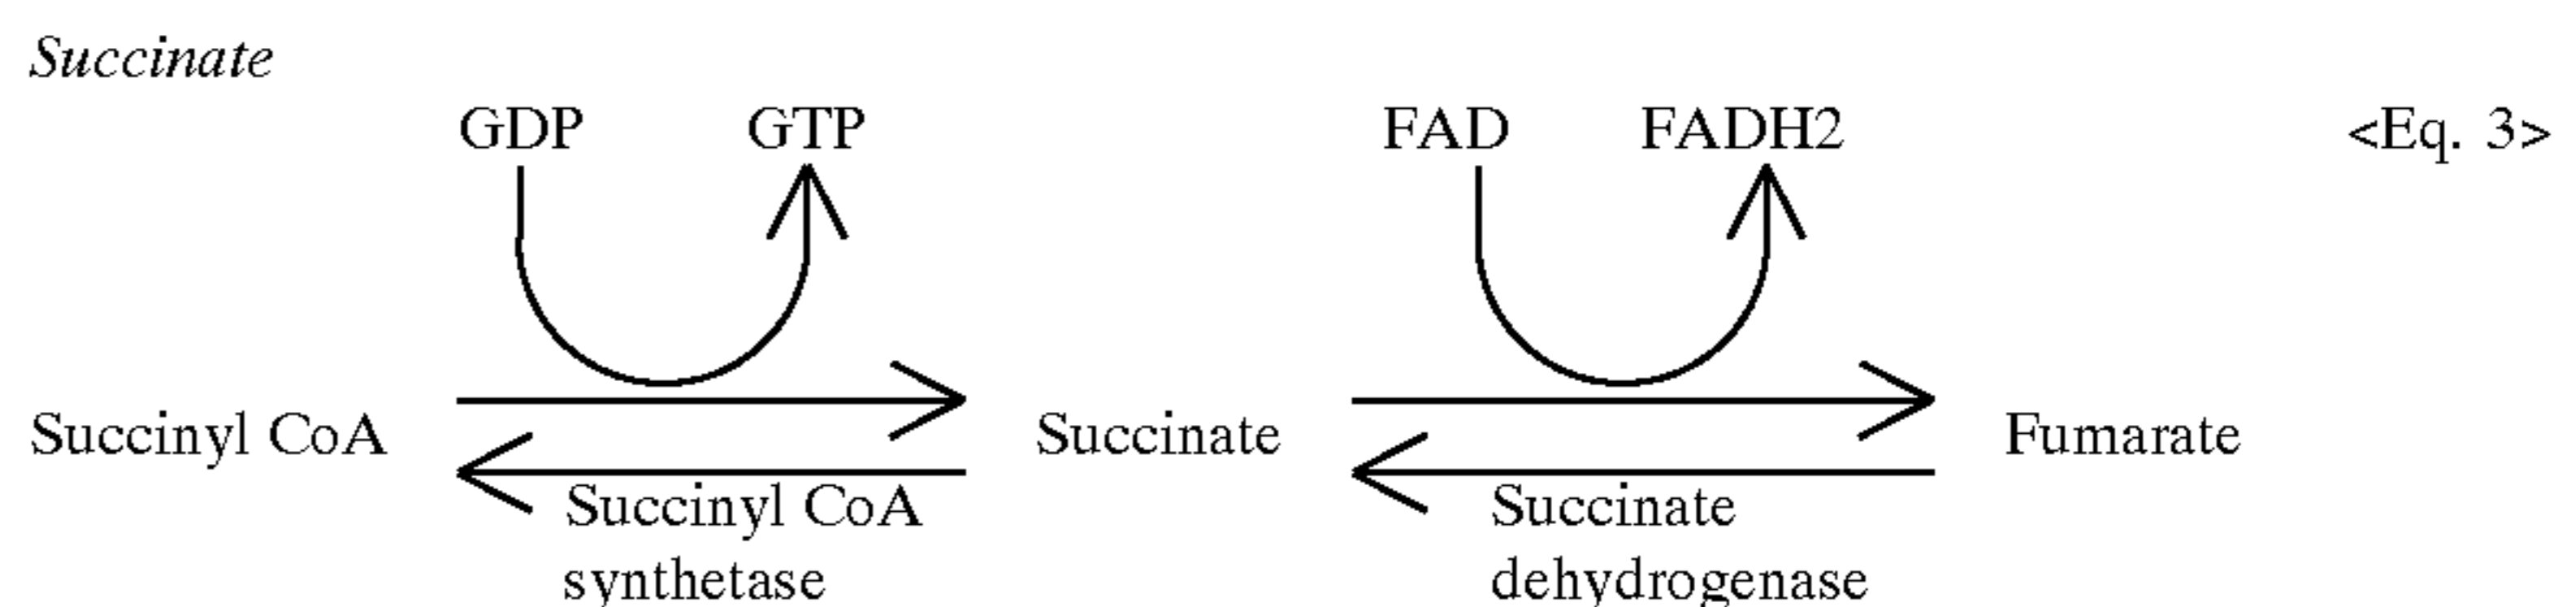 Succinate
GDP GTP FAD FADH2 <Eq. 3>
Succinyl CoA Succinate Fumarate
Succinyl CoA Succinate
synthetase dehydrogenase